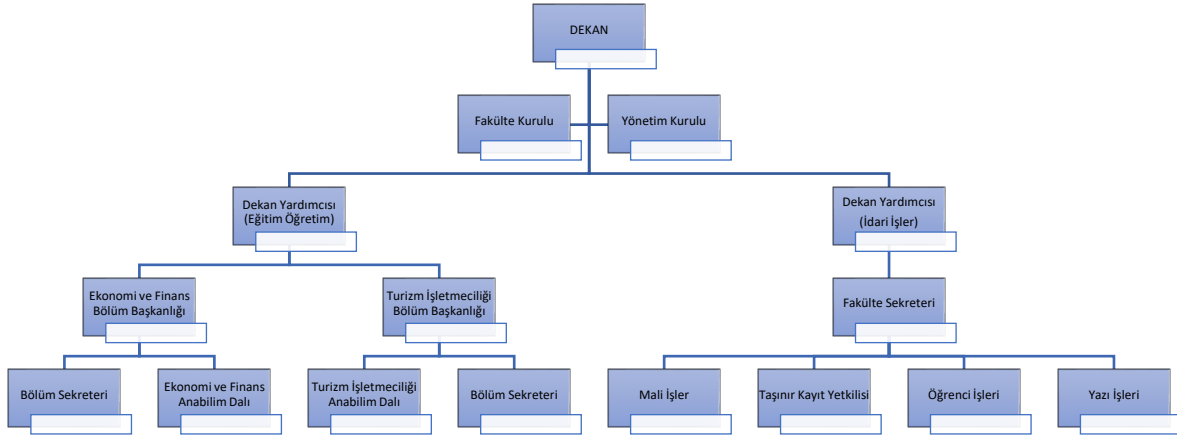 DEKAN
Fakülte Kurulu
Yönetim Kurulu
Dekan Yardımcısı
(Eğitim Öğretim)
Dekan Yardımcısı
(İdari İşler)
Ekonomi ve Finans
Bölüm Başkanlığı
Turizm İşletmeciliği
Bölüm Başkanlığı
Fakülte Sekreteri
Bölüm Sekreteri
Ekonomi ve Finans
Anabilim Dalı
Turizm İşletmeciliği
Anabilim Dalı
Bölüm Sekreteri
Mali İşler
Taşınır Kayıt Yetkilisi
Öğrenci İşleri
Yazı İşleri